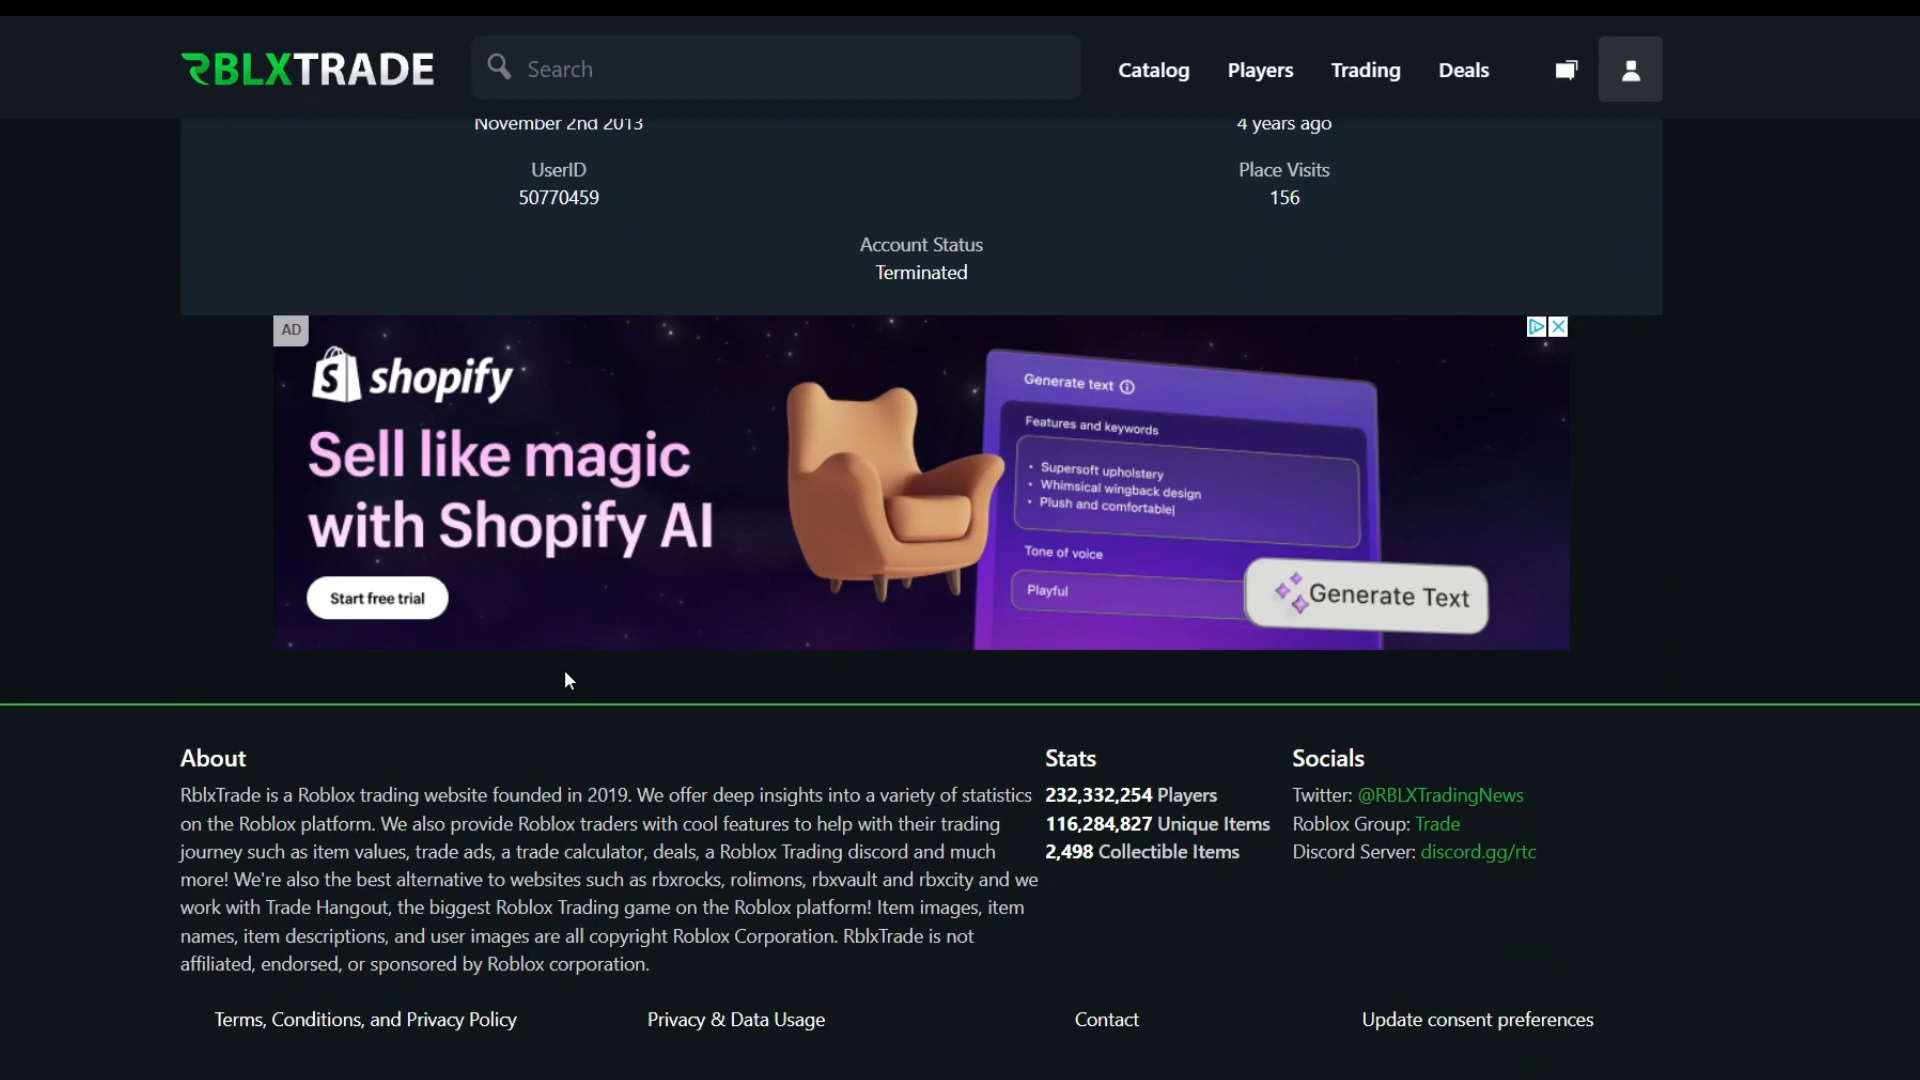 RBLXTRADE
Search
Catalog
Players
Trading
Deals
November 2nd 2013
4 years ago
UserID
50770459
Place Visits
156
Account Status
Terminated
AD
shopify
Sell like magic
with Shopify AI
Start free trial
Generate text
Features and keywords
• Supersoft upholstery
• Whimsical wingback design
• Plush and comfortable
Tone of voice
Playful
Generate Text
About
RblxTrade is a Roblox trading website founded in 2019. We offer deep insights into a variety of statistics
on the Roblox platform. We also provide Roblox traders with cool features to help with their trading
journey such as item values, trade ads, a trade calculator, deals, a Roblox Trading discord and much
more! We're also the best alternative to websites such as rbxrocks, rolimons, rbxvault and rbxcity and we
work with Trade Hangout, the biggest Roblox Trading game on the Roblox platform! Item images, item
names, item descriptions, and user images are all copyright Roblox Corporation. RblxTrade is not
affiliated, endorsed, or sponsored by Roblox corporation.
Stats
232,332,254 Players
116,284,827 Unique Items
2,498 Collectible Items
Socials
Twitter: @RBLXTradingNews
Roblox Group: Trade
Discord Server: discord.gg/rtc
Terms, Conditions, and Privacy Policy
Privacy & Data Usage
Contact
Update consent preferences